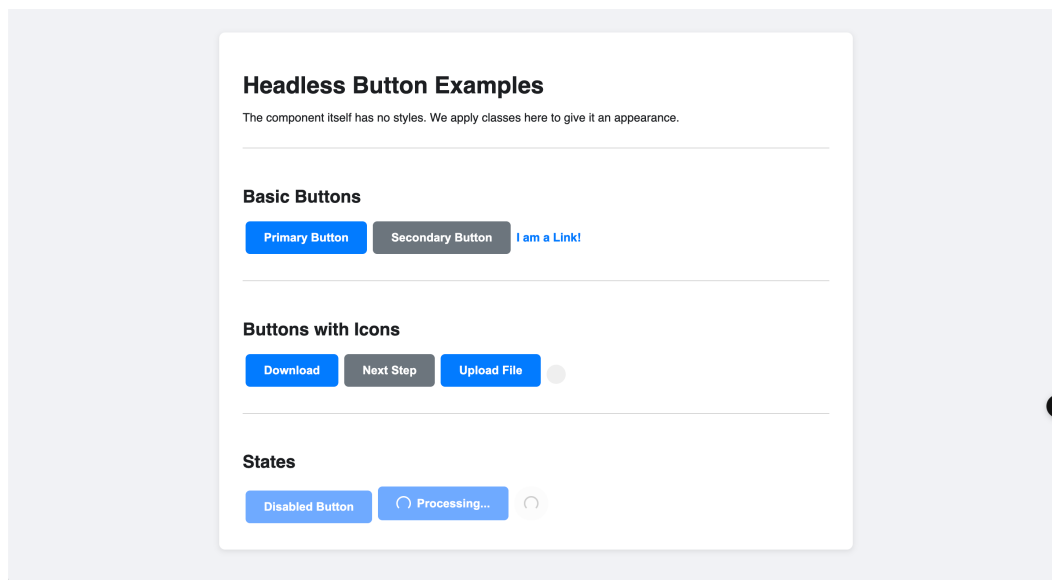 Headless Button Examples
The component itself has no styles. We apply classes here to give it an appearance.
Basic Buttons
Primary Button Secondary Button I am a Link!
Buttons with Icons
Download Next Step Upload File
States
Disabled Button Processing...